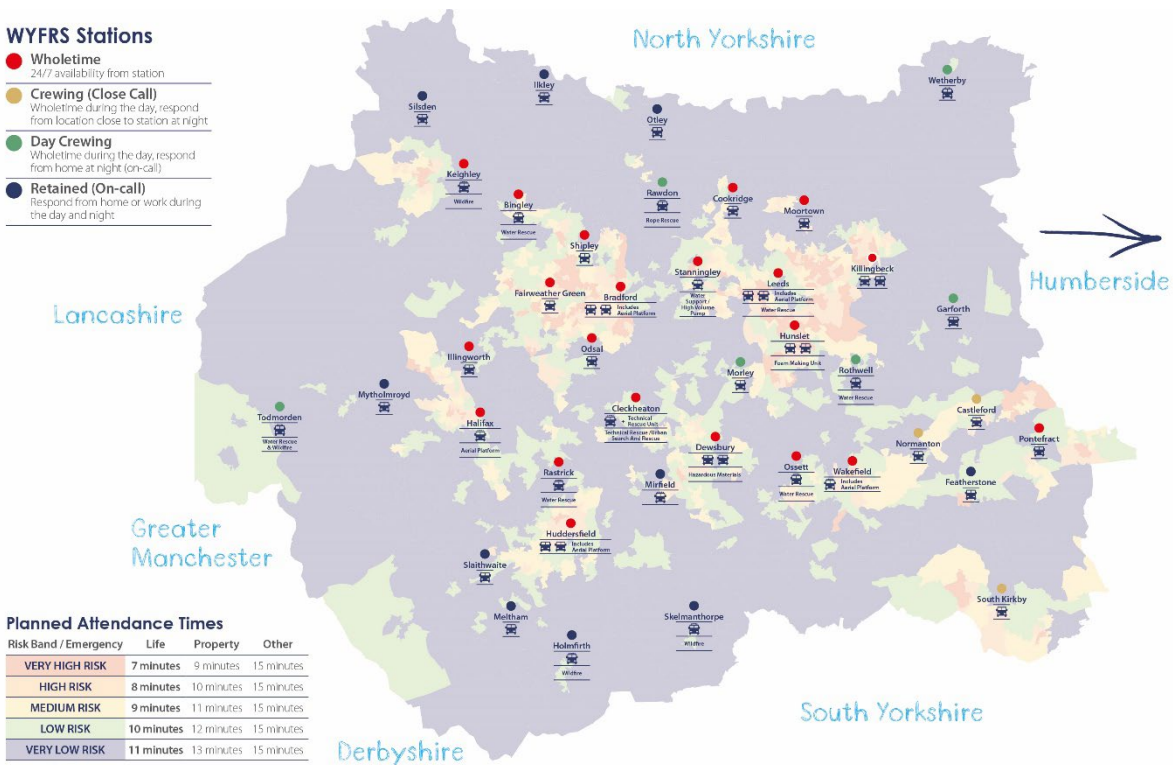 WYFRS Stations
Wholetime
24/7 availability from station
Crewing (Close Call)
Wholetime during the day, respond
from location close to station at night
Day Crewing
Wholetime during the day, respond
from home at night (on-call)
Retained (On-call)
Respond from home or work during
the day and night
North Yorkshire
Lancashire
Humberside
Greater
Manchester
Derbyshire
South Yorkshire
Silsden
Ilkley
Otley
Wetherby
Keighley
Wildfire
Bingley
Water Rescue
Rawdon
Rope Rescue
Cookridge
Moortown
Shipley
Stanningley
Water
Support /
High Volume
Pump
Leeds
Includes
Aerial Platform
Water Rescue
Killingbeck
Fairweather Green
Bradford
Includes
Aerial Platform
Garforth
Hunslet
Foam Making Unit
Illingworth
Odsal
Morley
Rothwell
Water Rescue
Mytholmroyd
Todmorden
Water Rescue
& Wildfire
Halifax
Aerial Platform
Cleckheaton
+ Technical
Rescue Unit
Technical Rescue /Urban
Search And Rescue
Castleford
Normanton
Pontefract
Dewsbury
Hazardous Materials
Rastrick
Water Rescue
Mirfield
Ossett
Water Rescue
Wakefield
Includes
Aerial Platform
Featherstone
Huddersfield
Includes
Aerial Platform
Slaithwaite
Meltham
Holmfirth
Wildfire
Skelmanthorpe
Wildfire
South Kirkby
Planned Attendance Times
Risk Band / Emergency Life Property Other
VERY HIGH RISK 7 minutes 9 minutes 15 minutes
HIGH RISK 8 minutes 10 minutes 15 minutes
MEDIUM RISK 9 minutes 11 minutes 15 minutes
LOW RISK 10 minutes 12 minutes 15 minutes
VERY LOW RISK 11 minutes 13 minutes 15 minutes